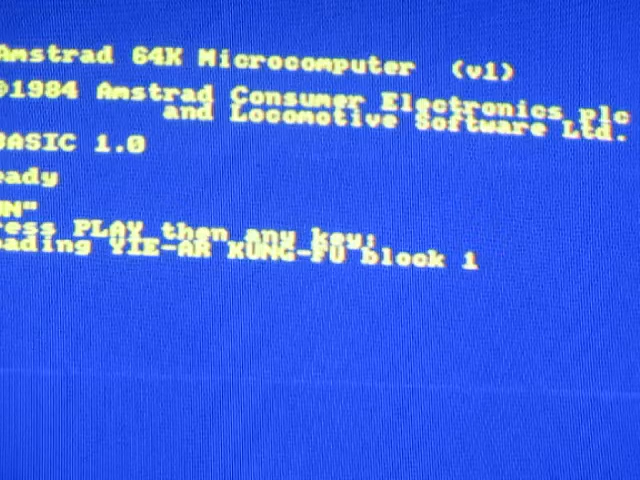 Amstrad 64K Microcomputer (v1)
©1984 Amstrad Consumer Electronics plc
and Locomotive Software Ltd.
BASIC 1.0
eady
UN"
ress PLAY then any key:
oading YIE-AR KUNG-FU block 1